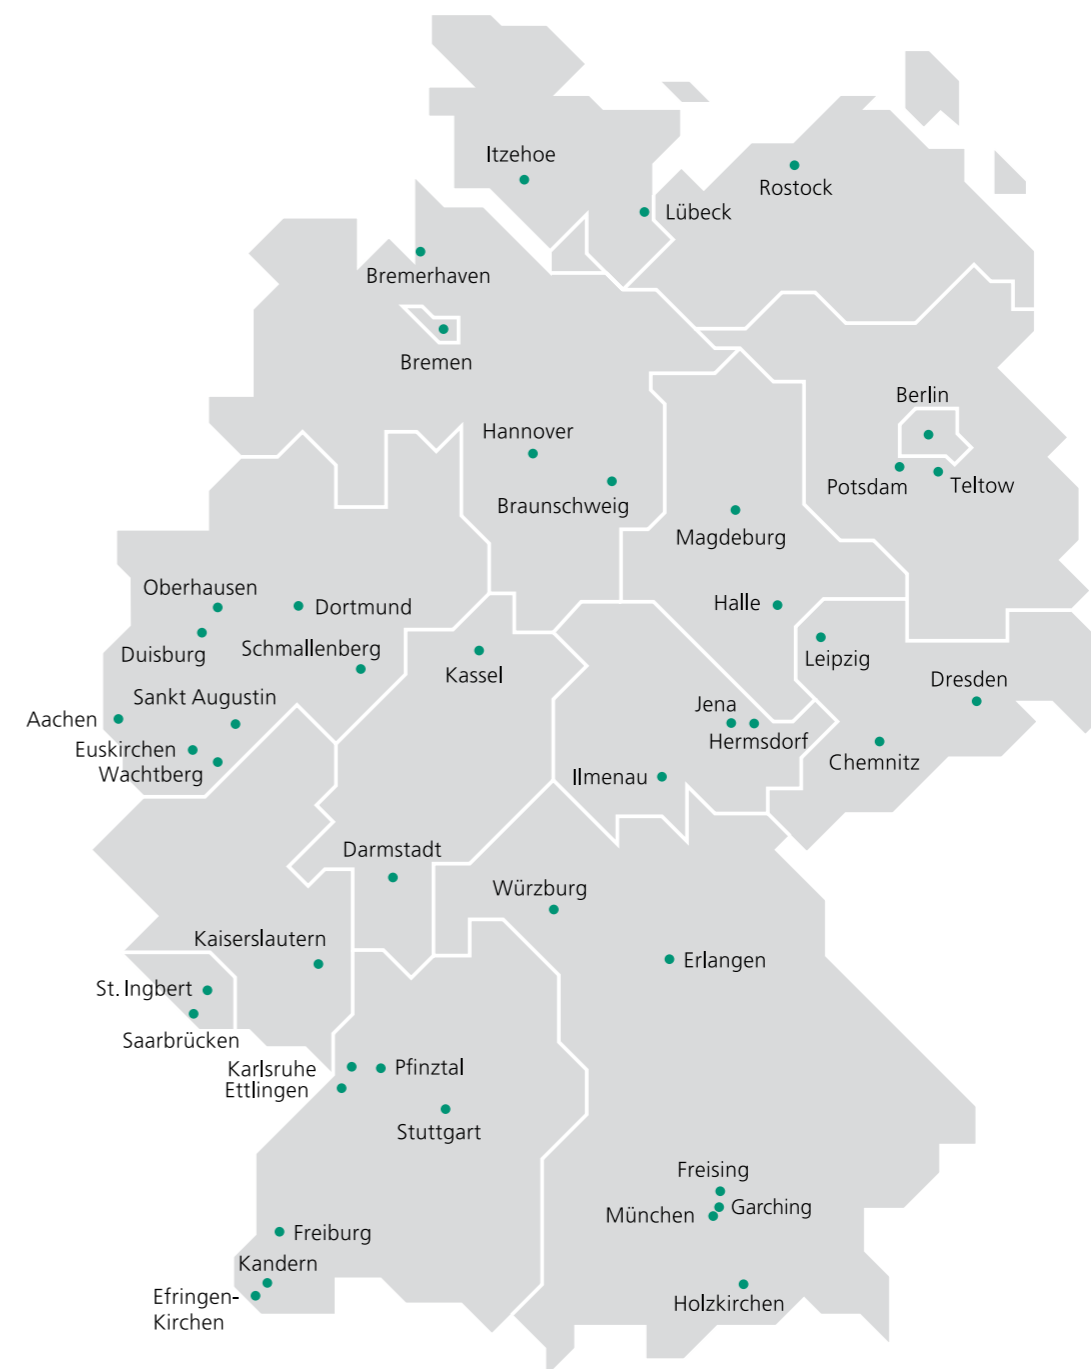 Itzehoe
Rostock
Lübeck
Bremerhaven
Bremen
Berlin
Hannover
Potsdam
Teltow
Braunschweig
Magdeburg
Oberhausen
Dortmund
Halle
Duisburg
Schmallenberg
Kassel
Leipzig
Dresden
Sankt Augustin
Jena
Aachen
Hermsdorf
Euskirchen
Wachtberg
Chemnitz
Ilmenau
Darmstadt
Würzburg
Kaiserslautern
Erlangen
St. Ingbert
Saarbrücken
Karlsruhe
Pfinztal
Ettlingen
Stuttgart
Freising
Garching
München
Freiburg
Kandern
Efringen-
Kirchen
Holzkirchen